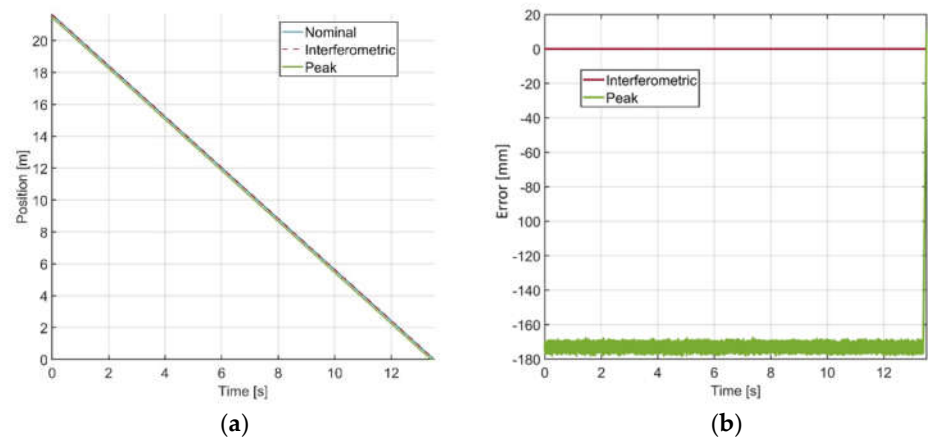 20
18
16
14
12
10
8
6
4
2
0
Position [m]
0 2 4 6 8 10 12
Time [s]
Nominal
Interferometric
Peak
(a)
20
0
-20
-40
-60
-80
-100
-120
-140
-160
-180
Error [mm]
0 2 4 6 8 10 12
Time [s]
Interferometric
Peak
(b)